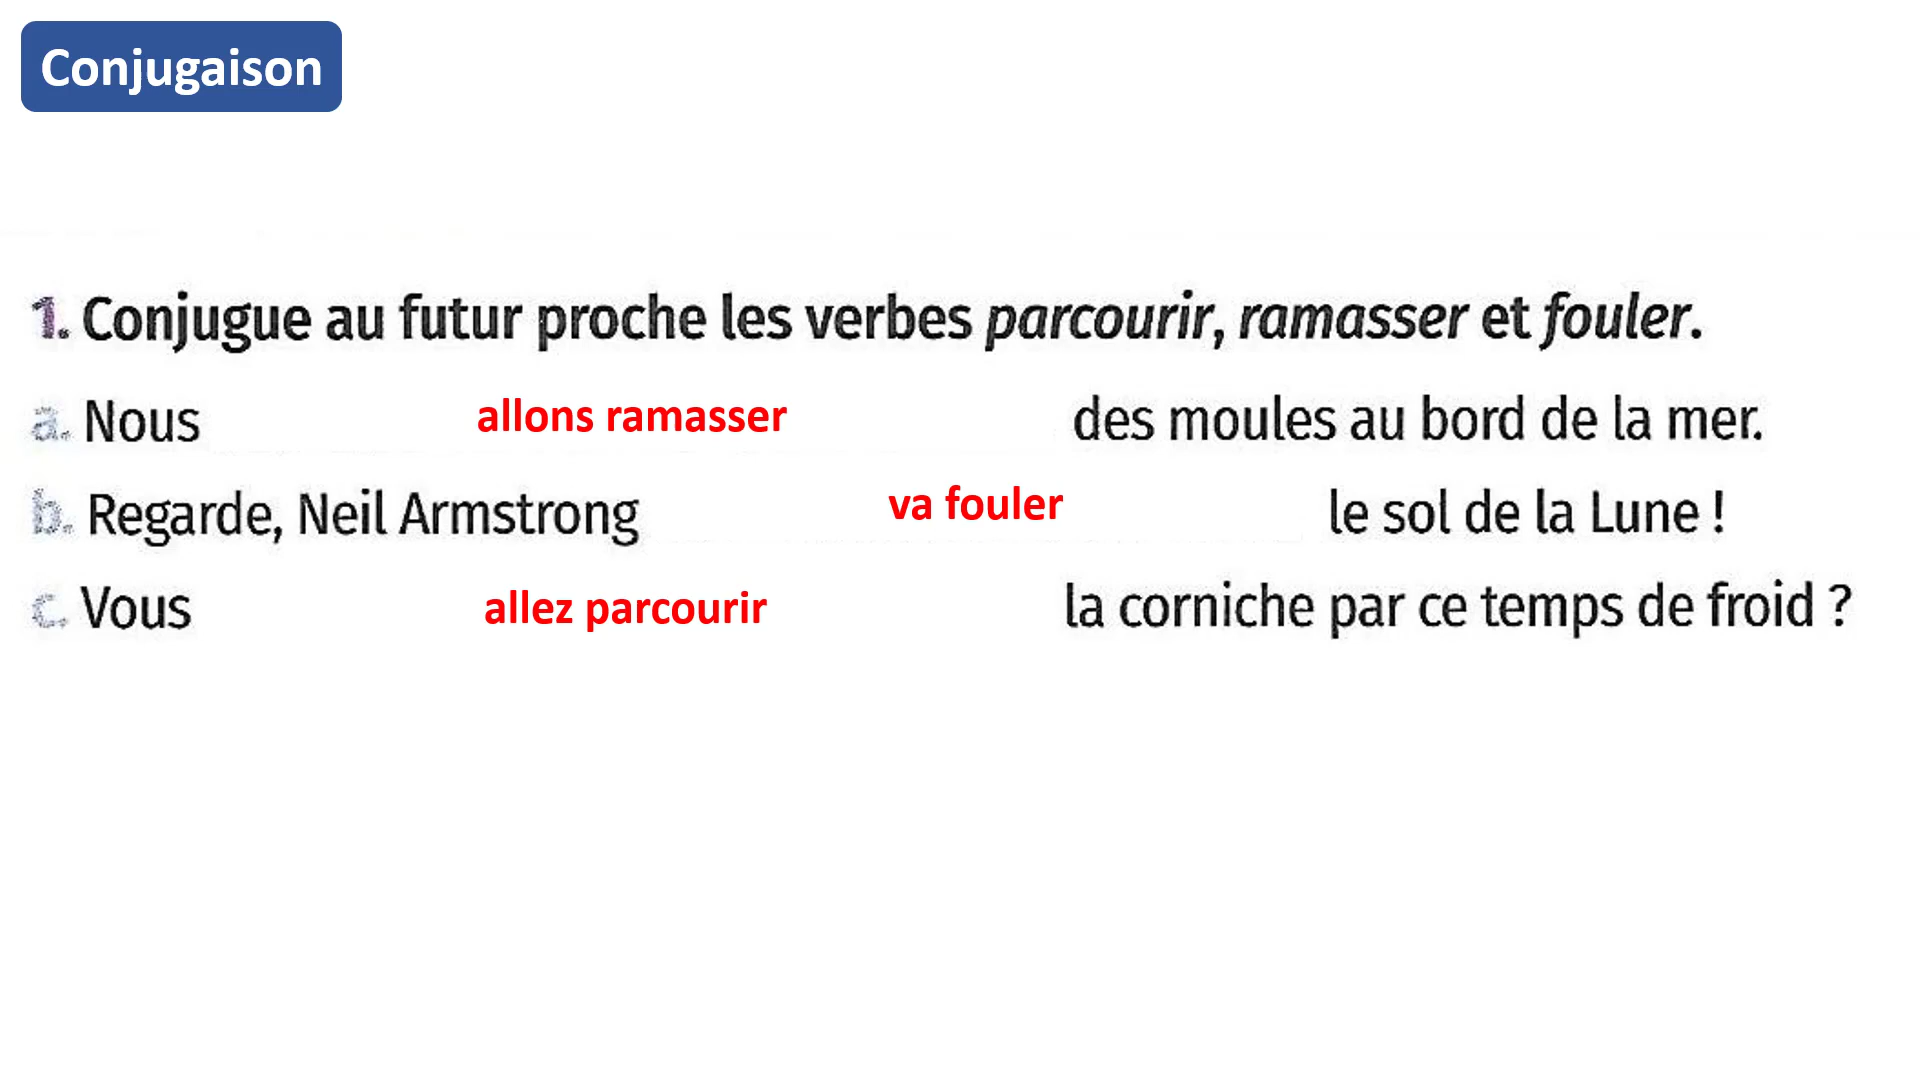 Conjugaison
1. Conjugue au futur proche les verbes parcourir, ramasser et fouler.
a. Nous allons ramasser des moules au bord de la mer.
b. Regarde, Neil Armstrong va fouler le sol de la Lune !
c. Vous allez parcourir la corniche par ce temps de froid ?